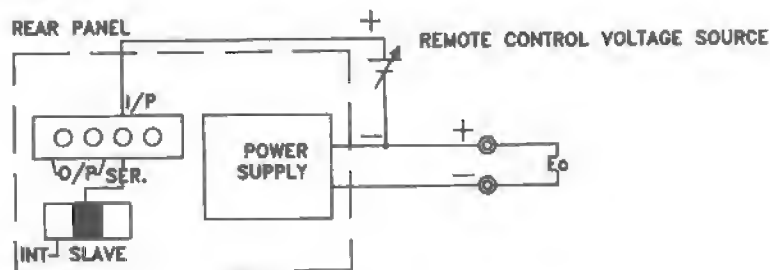 REAR PANEL
+
REMOTE CONTROL VOLTAGE SOURCE
I/P
O/P SER.
POWER
SUPPLY
−
+
−
Eo
INT SLAVE